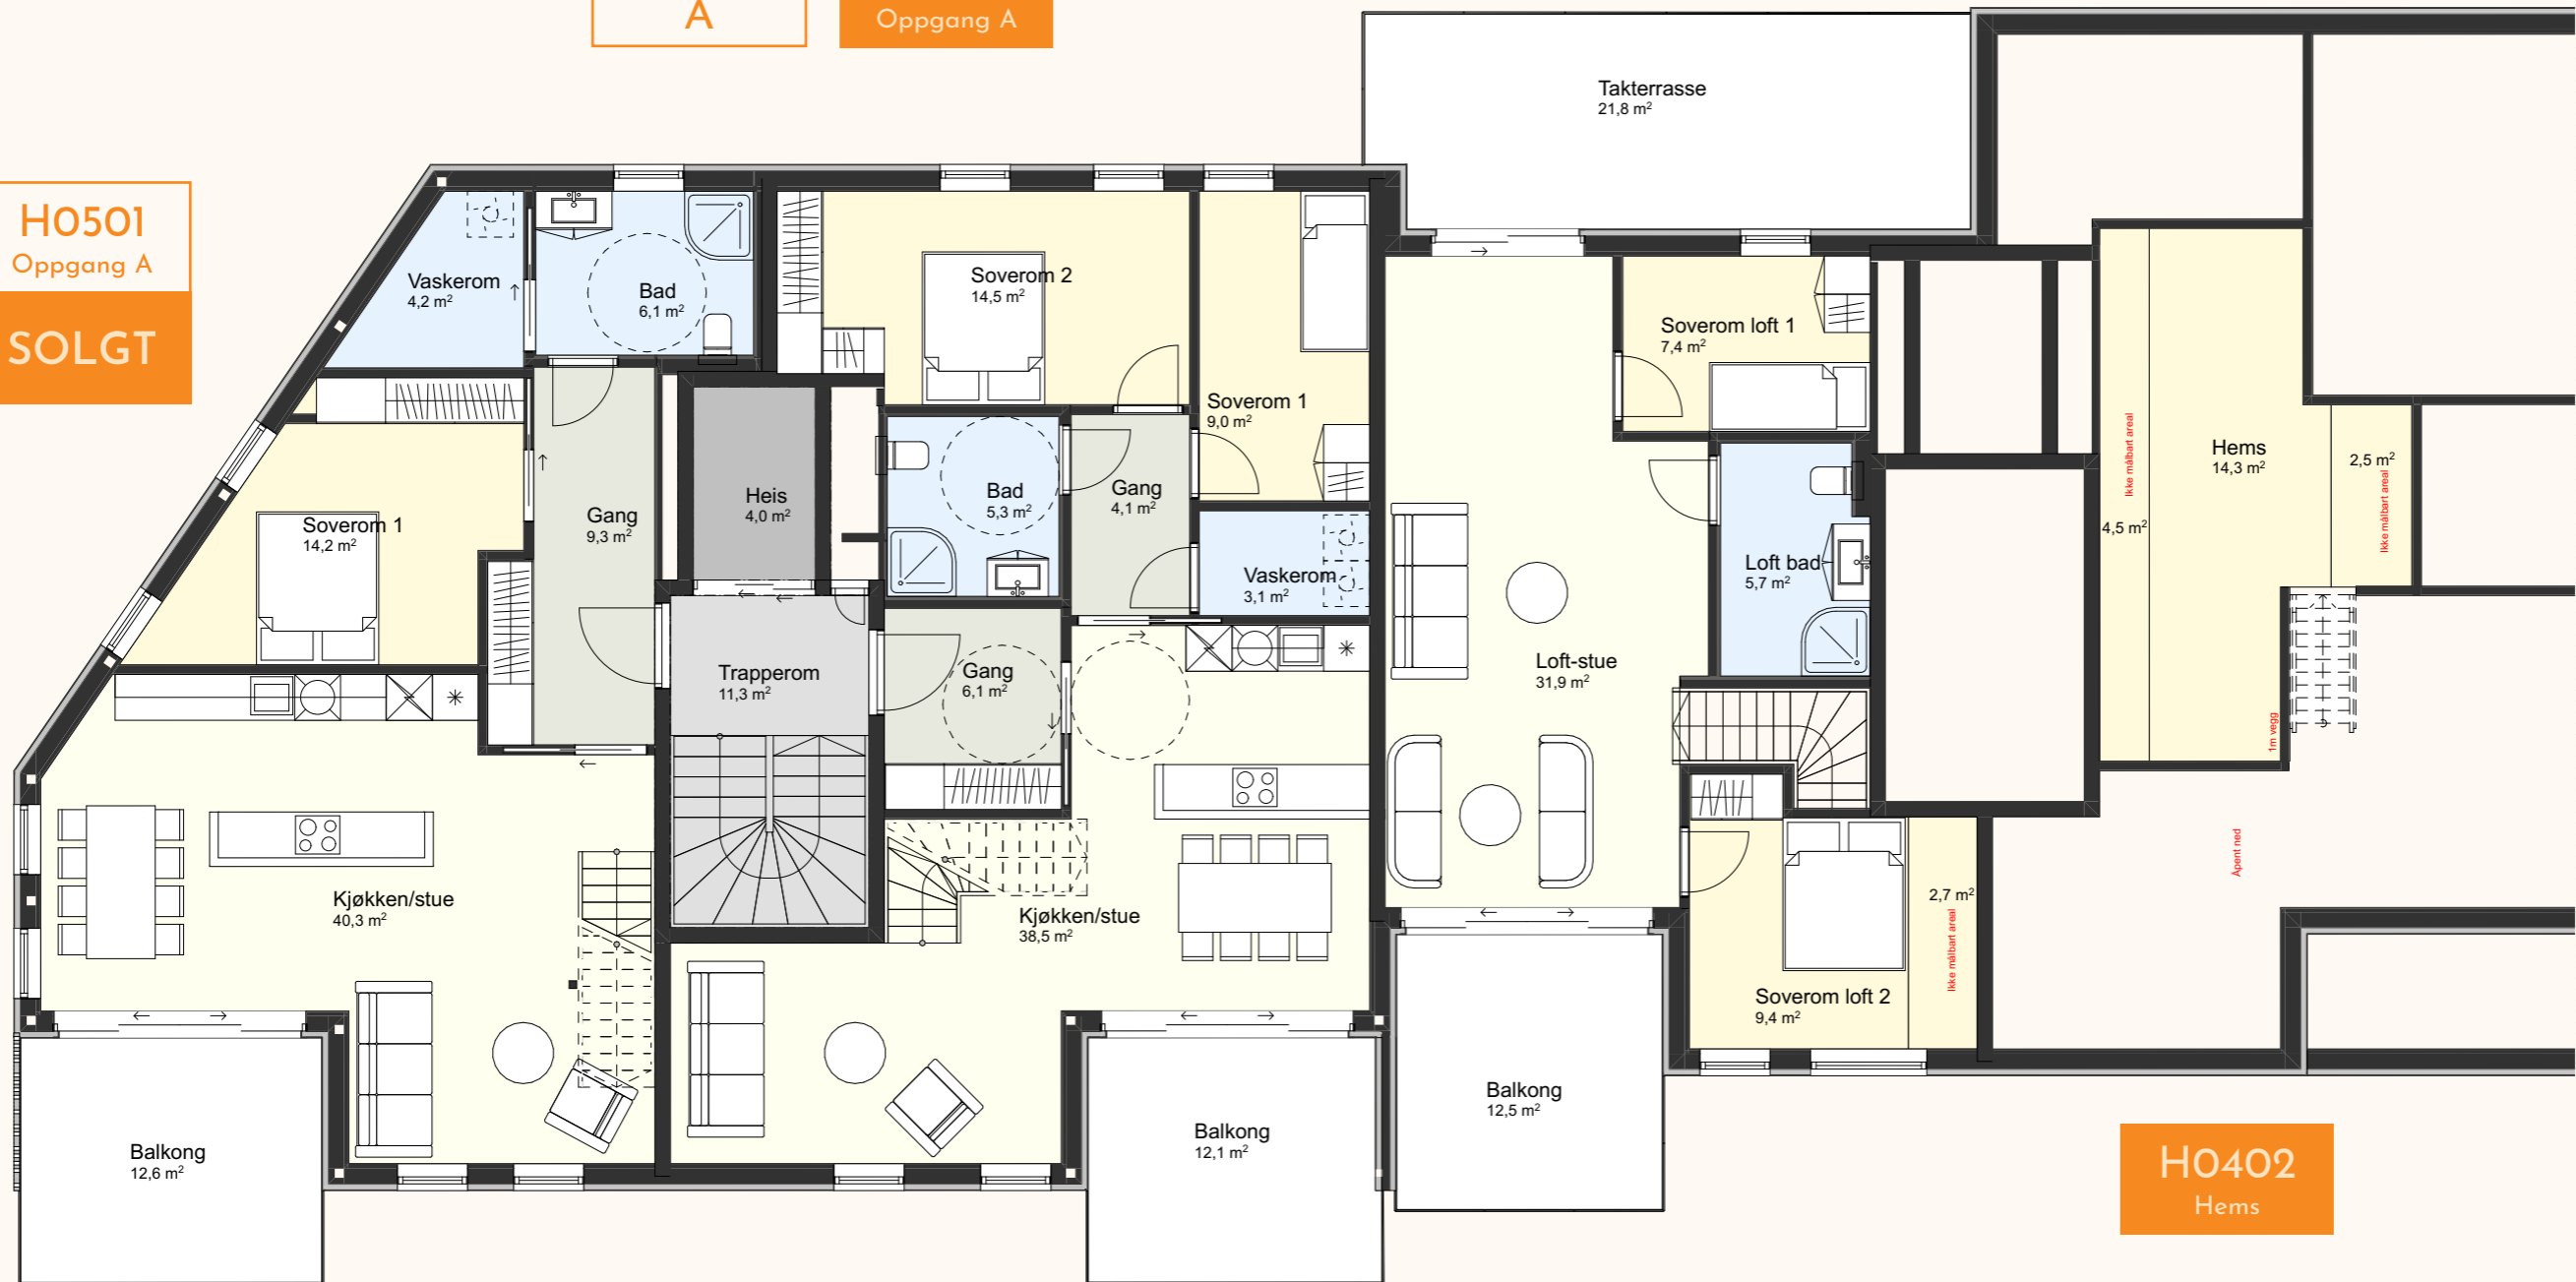 A
Oppgang A
H0501
Oppgang A
SOLGT
Takterrasse
21,8 m²
Vaskerom
4,2 m²
Bad
6,1 m²
Soverom 2
14,5 m²
Soverom 1
9,0 m²
Soverom loft 1
7,4 m²
Soverom 1
14,2 m²
Gang
9,3 m²
Heis
4,0 m²
Bad
5,3 m²
Gang
4,1 m²
Vaskerom
3,1 m²
Loft bad
5,7 m²
Hems
14,3 m²
2,5 m²
4,5 m²
Ikke målbart areal
Ikke målbart areal
1m vegg
Trapperom
11,3 m²
Gang
6,1 m²
Loft-stue
31,9 m²
Kjøkken/stue
40,3 m²
Kjøkken/stue
38,5 m²
Åpent ned
2,7 m²
Ikke målbart areal
Soverom loft 2
9,4 m²
Balkong
12,6 m²
Balkong
12,1 m²
Balkong
12,5 m²
H0402
Hems